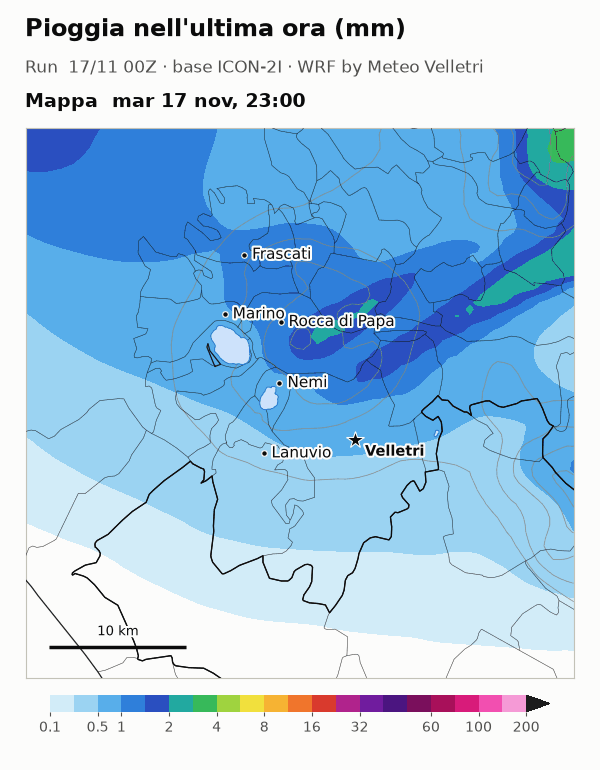 Pioggia nell'ultima ora (mm)
Run  17/11 00Z · base ICON-2I · WRF by Meteo Velletri
Mappa  mar 17 nov, 23:00
Frascati
Marino
Rocca di Papa
Nemi
Velletri
Lanuvio
10 km
0.1 0.5 1 2 4 8 16 32 60 100 200